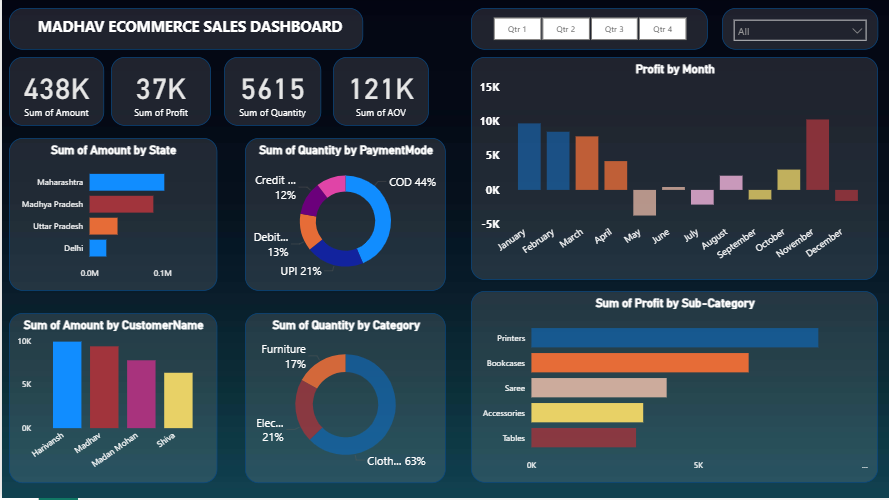 MADHAV ECOMMERCE SALES DASHBOARD
Qtr 1
Qtr 2
Qtr 3
Qtr 4
All
438K
Sum of Amount
37K
Sum of Profit
5615
Sum of Quantity
121K
Sum of AOV
Sum of Amount by State
Maharashtra
Madhya Pradesh
Uttar Pradesh
Delhi
0.0M
0.1M
Sum of Quantity by PaymentMode
Credit ...
12%
COD 44%
Debit...
13%
UPI 21%
Profit by Month
15K
10K
5K
0K
-5K
January
February
March
April
May
June
July
August
September
October
November
December
Sum of Amount by CustomerName
10K
5K
0K
Harivansh
Madhav
Madan Mohan
Shiva
Sum of Quantity by Category
Furniture
17%
Elec...
21%
Cloth... 63%
Sum of Profit by Sub-Category
Printers
Bookcases
Saree
Accessories
Tables
0K
5K
...